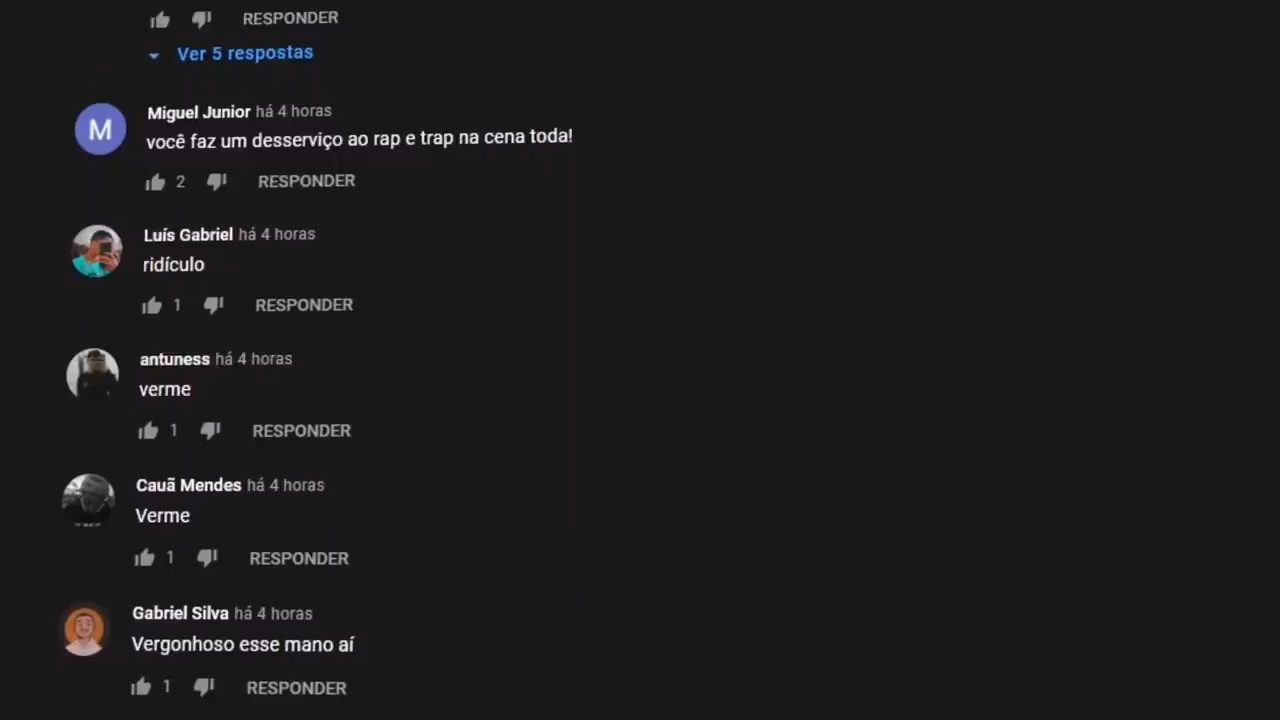 RESPONDER
Ver 5 respostas
M
Miguel Junior há 4 horas
você faz um desserviço ao rap e trap na cena toda!
2 RESPONDER
Luís Gabriel há 4 horas
ridículo
1 RESPONDER
antuness há 4 horas
verme
1 RESPONDER
Cauã Mendes há 4 horas
Verme
1 RESPONDER
Gabriel Silva há 4 horas
Vergonhoso esse mano aí
1 RESPONDER